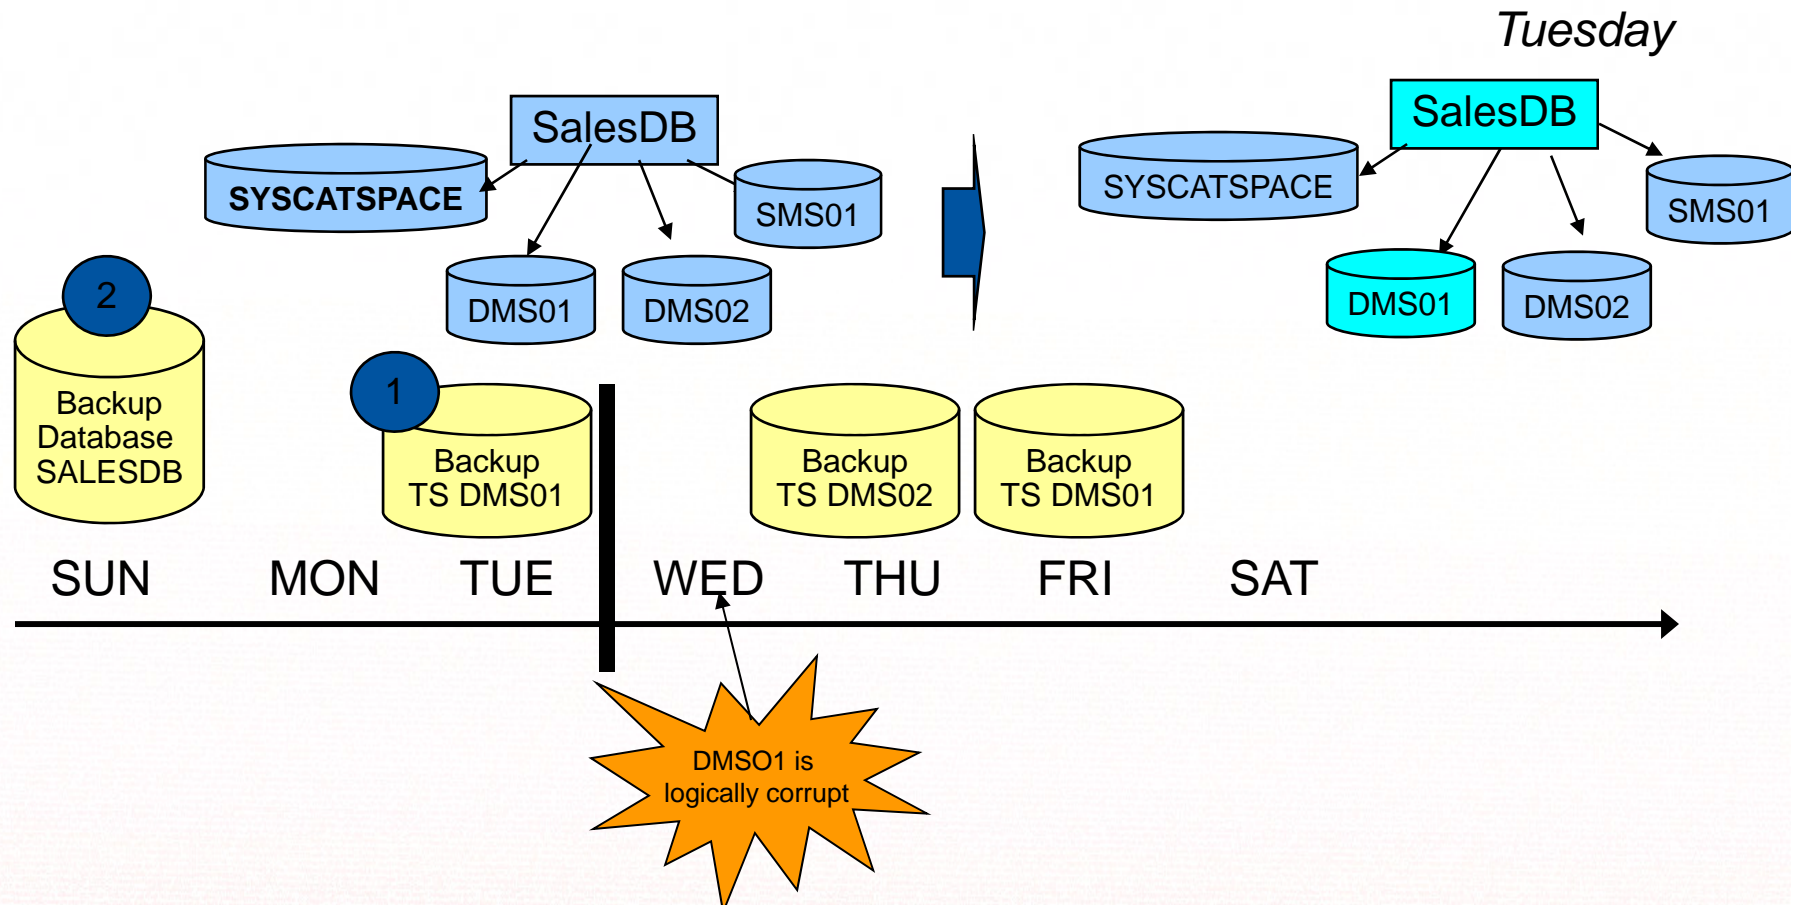 Tuesday
SalesDB
SYSCATSPACE
SMS01
DMS01
DMS02
SalesDB
SYSCATSPACE
SMS01
DMS01
DMS02
2
Backup
Database
SALESDB
1
Backup
TS DMS01
Backup
TS DMS02
Backup
TS DMS01
SUN
MON
TUE
WED
THU
FRI
SAT
DMSO1 is
logically corrupt